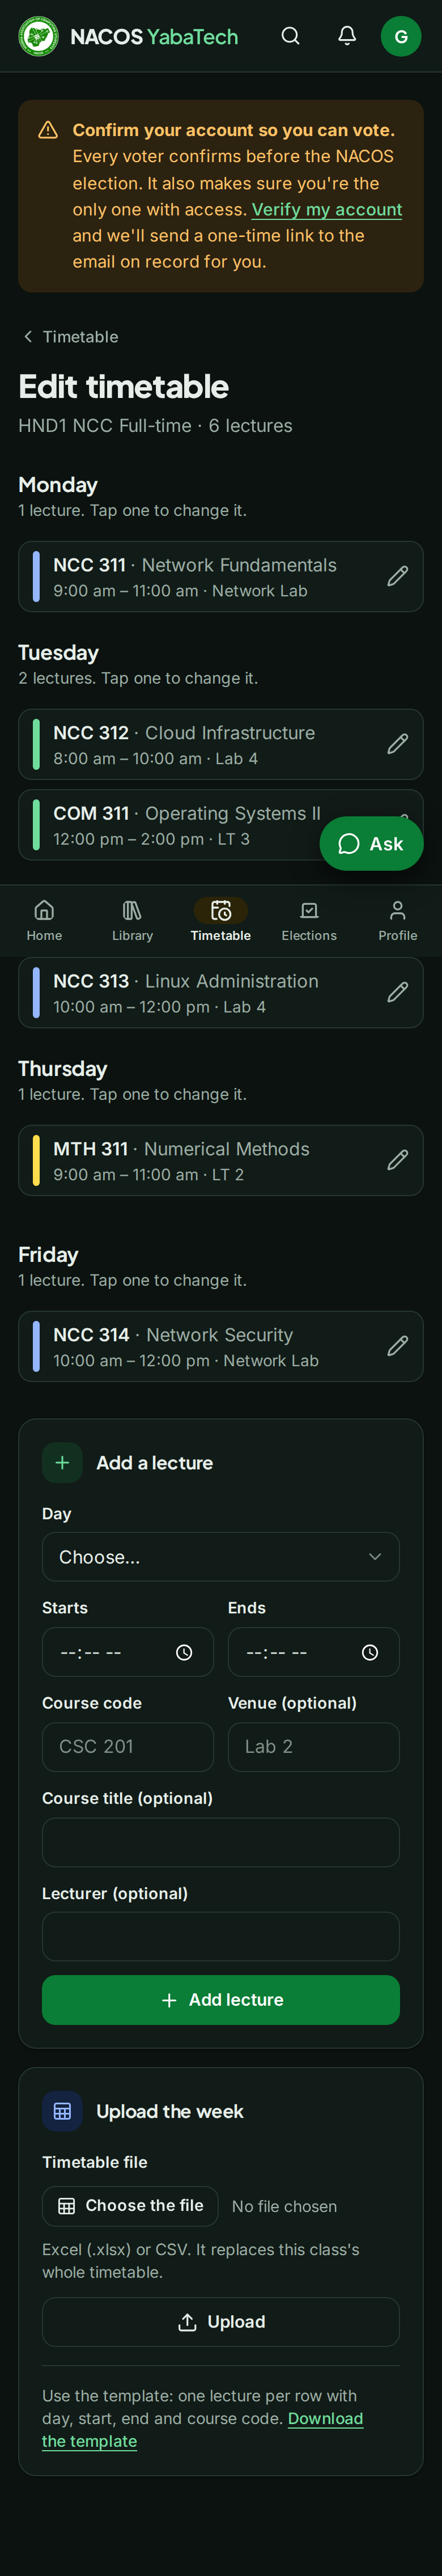 NACOS YabaTech
G
Confirm your account so you can vote.
Every voter confirms before the NACOS
election. It also makes sure you're the
only one with access. Verify my account
and we'll send a one-time link to the
email on record for you.
Timetable
Edit timetable
HND1 NCC Full-time · 6 lectures
Monday
1 lecture. Tap one to change it.
NCC 311 · Network Fundamentals
9:00 am – 11:00 am · Network Lab
Tuesday
2 lectures. Tap one to change it.
NCC 312 · Cloud Infrastructure
8:00 am – 10:00 am · Lab 4
COM 311 · Operating Systems II
12:00 pm – 2:00 pm · LT 3
Ask
Home Library Timetable Elections Profile
NCC 313 · Linux Administration
10:00 am – 12:00 pm · Lab 4
Thursday
1 lecture. Tap one to change it.
MTH 311 · Numerical Methods
9:00 am – 11:00 am · LT 2
Friday
1 lecture. Tap one to change it.
NCC 314 · Network Security
10:00 am – 12:00 pm · Network Lab
Add a lecture
Day
Choose...
Starts Ends
--:-- -- --:-- --
Course code Venue (optional)
CSC 201 Lab 2
Course title (optional)
Lecturer (optional)
Add lecture
Upload the week
Timetable file
Choose the file No file chosen
Excel (.xlsx) or CSV. It replaces this class's
whole timetable.
Upload
Use the template: one lecture per row with
day, start, end and course code. Download
the template